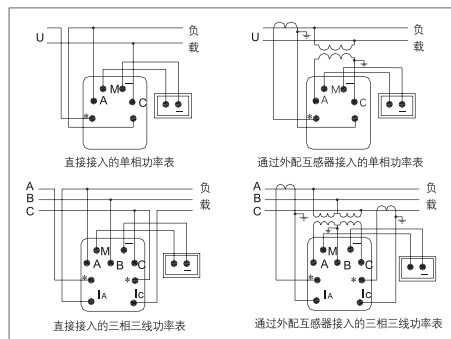 U
负
载
M
—
A
C
*
—
直接接入的单相功率表
U
负
载
M
—
A
C
*
—
通过外配互感器接入的单相功率表
A
B
C
负
载
M
—
A
B
C
*
*
IA
Ic
—
直接接入的三相三线功率表
A
B
C
负
载
M
—
A
B
C
*
*
IA
Ic
—
通过外配互感器接入的三相三线功率表